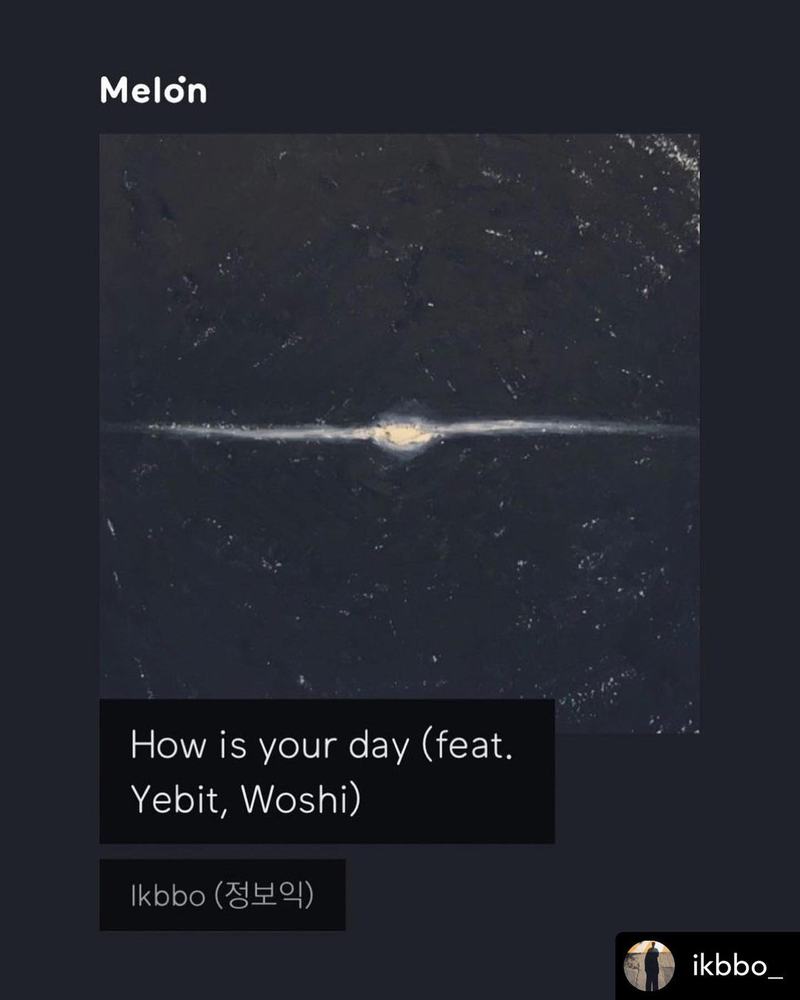 Melon
How is your day (feat.
Yebit, Woshi)
Ikbbo (정보익)
ikbbo_